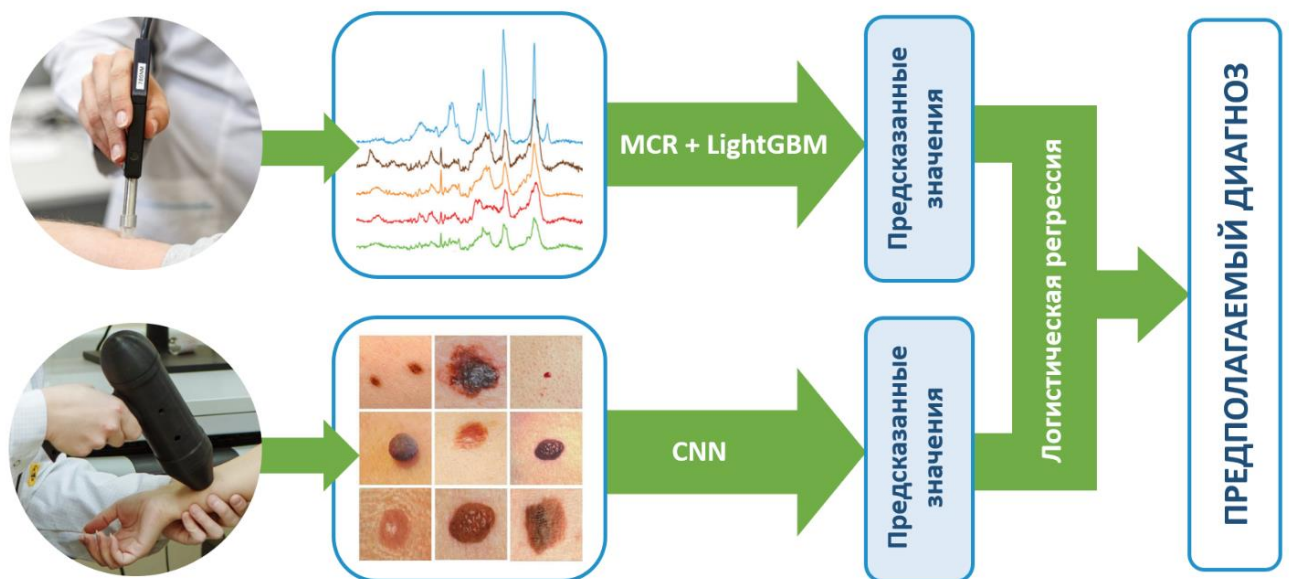 MCR + LightGBM
Предсказанные
значения
CNN
Предсказанные
значения
Логистическая регрессия
ПРЕДПОЛАГАЕМЫЙ ДИАГНОЗ